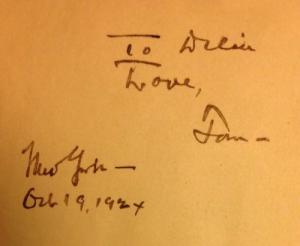 To
Love,
Tom –
New York –
Oct 19, 1924